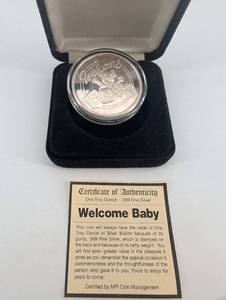 Welcome
Certificate of Authenticity
One Troy Ounce - .999 Fine Silver
Welcome Baby
This coin will always have the value of One
Troy Ounce of Silver Bullion because of its
purity, .999 Fine Silver, which is stamped on
the back and because of its hefty weight. You
will find even greater value in the pleasure it
gives as you remember the special occasion it
commemorates and the thoughtfulness of the
person who gave it to you. Yours to enjoy for
years to come.
Certified by MPI Coin Management